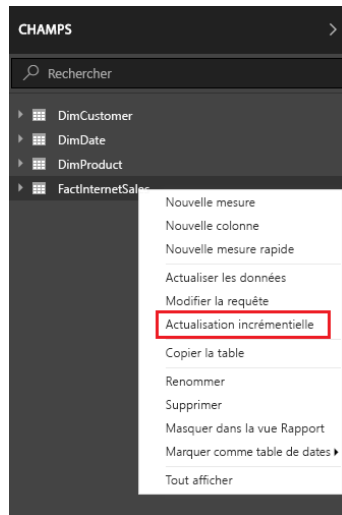 CHAMPS
Rechercher
DimCustomer
DimDate
DimProduct
FactInternetSales
Nouvelle mesure
Nouvelle colonne
Nouvelle mesure rapide
Actualiser les données
Modifier la requête
Actualisation incrémentielle
Copier la table
Renommer
Supprimer
Masquer dans la vue Rapport
Marquer comme table de dates
Tout afficher